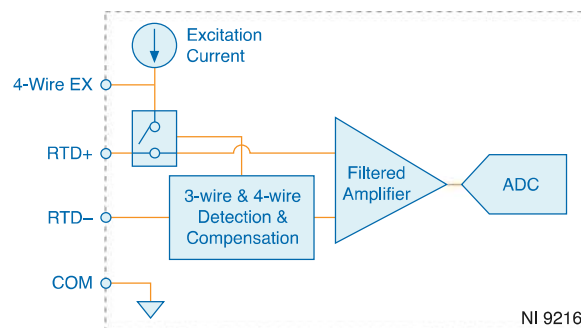 Excitation
Current
4-Wire EX
RTD+
Filtered
Amplifier
ADC
3-wire & 4-wire
Detection &
Compensation
RTD–
COM
NI 9216